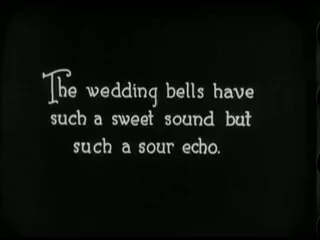 The wedding bells have
such a sweet sound but
such a sour echo.